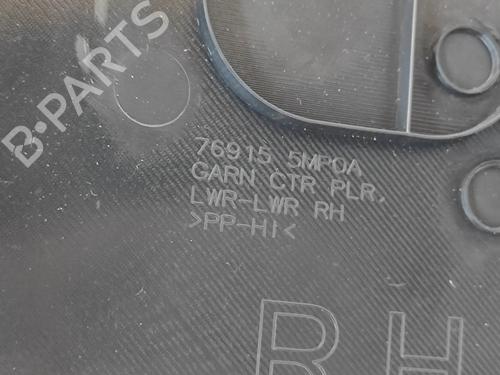 B-PARTS
76915 5MP0A
GARN CTR PLR.
LWR-LWR RH
>PP-HI<
RH